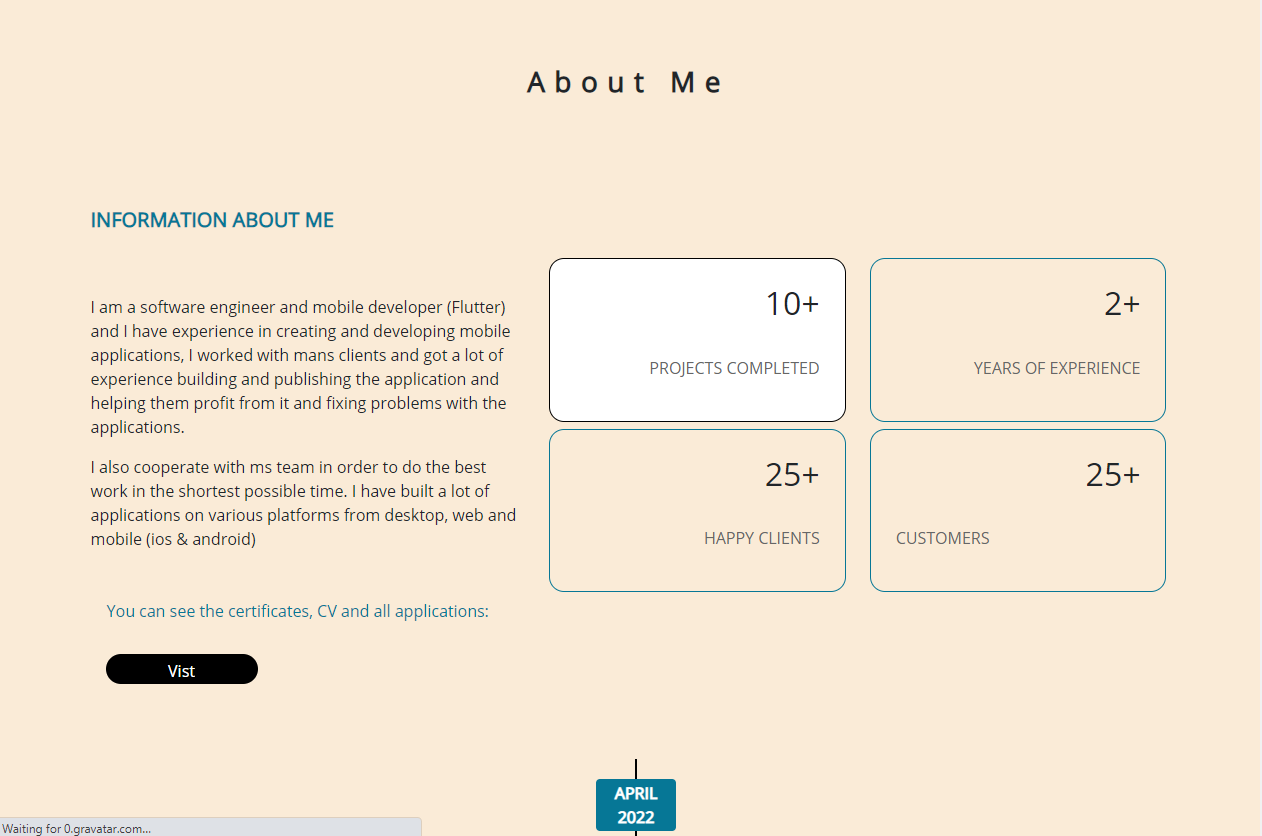 About Me
INFORMATION ABOUT ME
I am a software engineer and mobile developer (Flutter)
and I have experience in creating and developing mobile
applications, I worked with mans clients and got a lot of
experience building and publishing the application and
helping them profit from it and fixing problems with the
applications.
I also cooperate with ms team in order to do the best
work in the shortest possible time. I have built a lot of
applications on various platforms from desktop, web and
mobile (ios & android)
You can see the certificates, CV and all applications:
Vist
10+
PROJECTS COMPLETED
2+
YEARS OF EXPERIENCE
25+
HAPPY CLIENTS
25+
CUSTOMERS
APRIL
2022
Waiting for 0.gravatar.com...